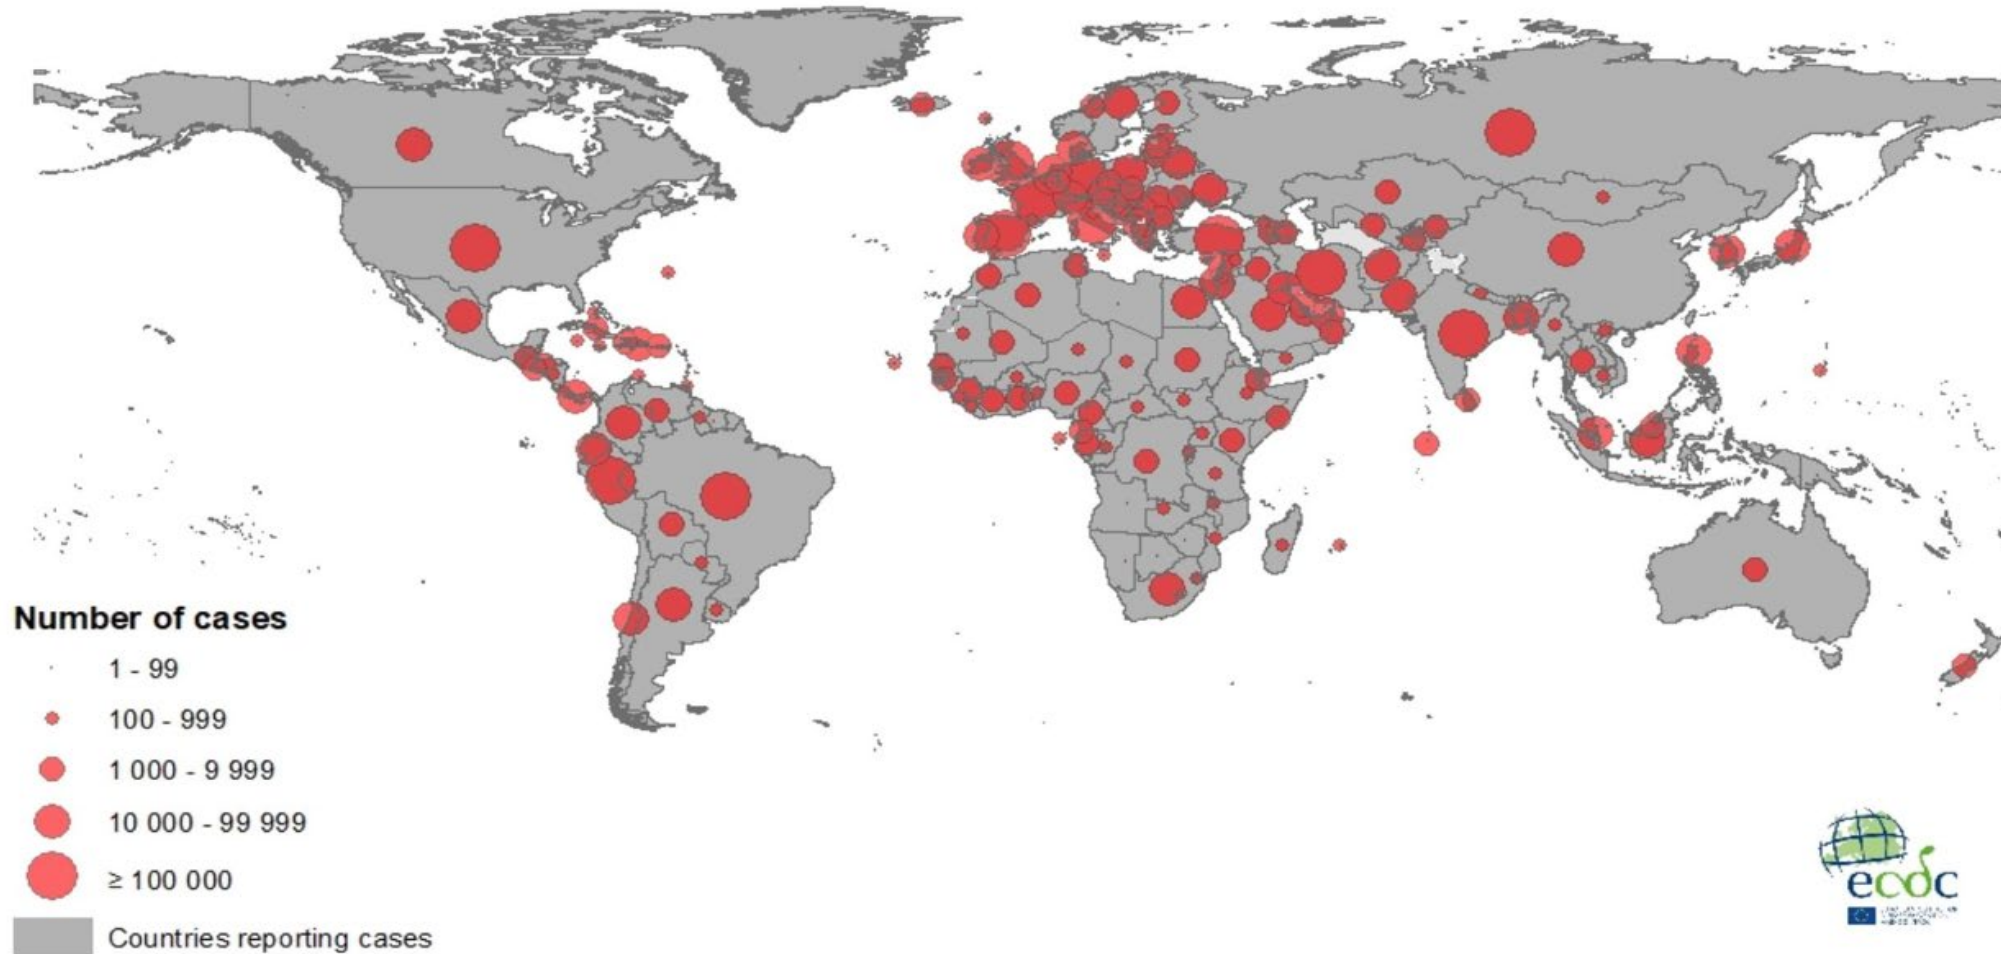 Number of cases
1 - 99
100 - 999
1 000 - 9 999
10 000 - 99 999
≥ 100 000
Countries reporting cases
ecdc